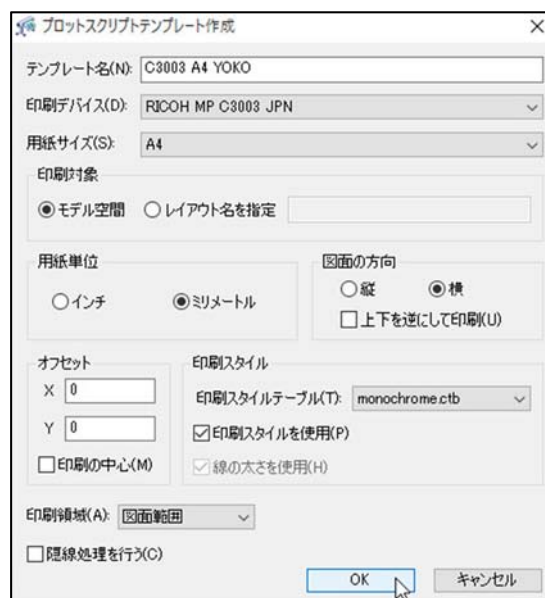 プロットスクリプトテンプレート作成
テンプレート名(N): C3003 A4 YOKO
印刷デバイス(D): RICOH MP C3003 JPN
用紙サイズ(S): A4
印刷対象
モデル空間 レイアウト名を指定
用紙単位
インチ ミリメートル
図面の方向
縦 横
上下を逆にして印刷(U)
オフセット
X 0
Y 0
印刷の中心(M)
印刷スタイル
印刷スタイルテーブル(T): monochrome.ctb
印刷スタイルを使用(P)
線の太さを使用(H)
印刷領域(A): 図面範囲
隠線処理を行う(C)
OK キャンセル